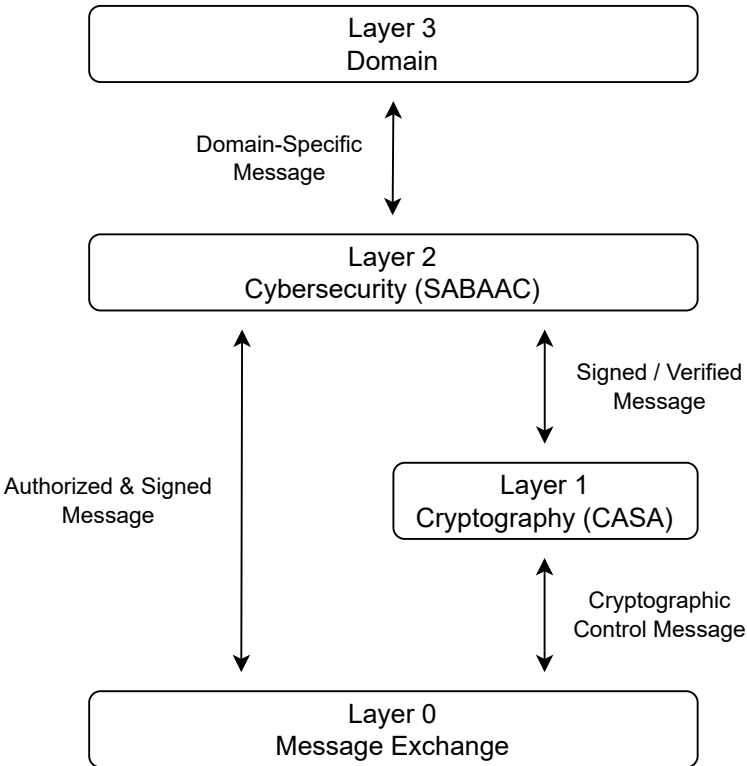 Layer 3
Domain
Domain-Specific
Message
Layer 2
Cybersecurity (SABAAC)
Signed / Verified
Message
Authorized & Signed
Message
Layer 1
Cryptography (CASA)
Cryptographic
Control Message
Layer 0
Message Exchange